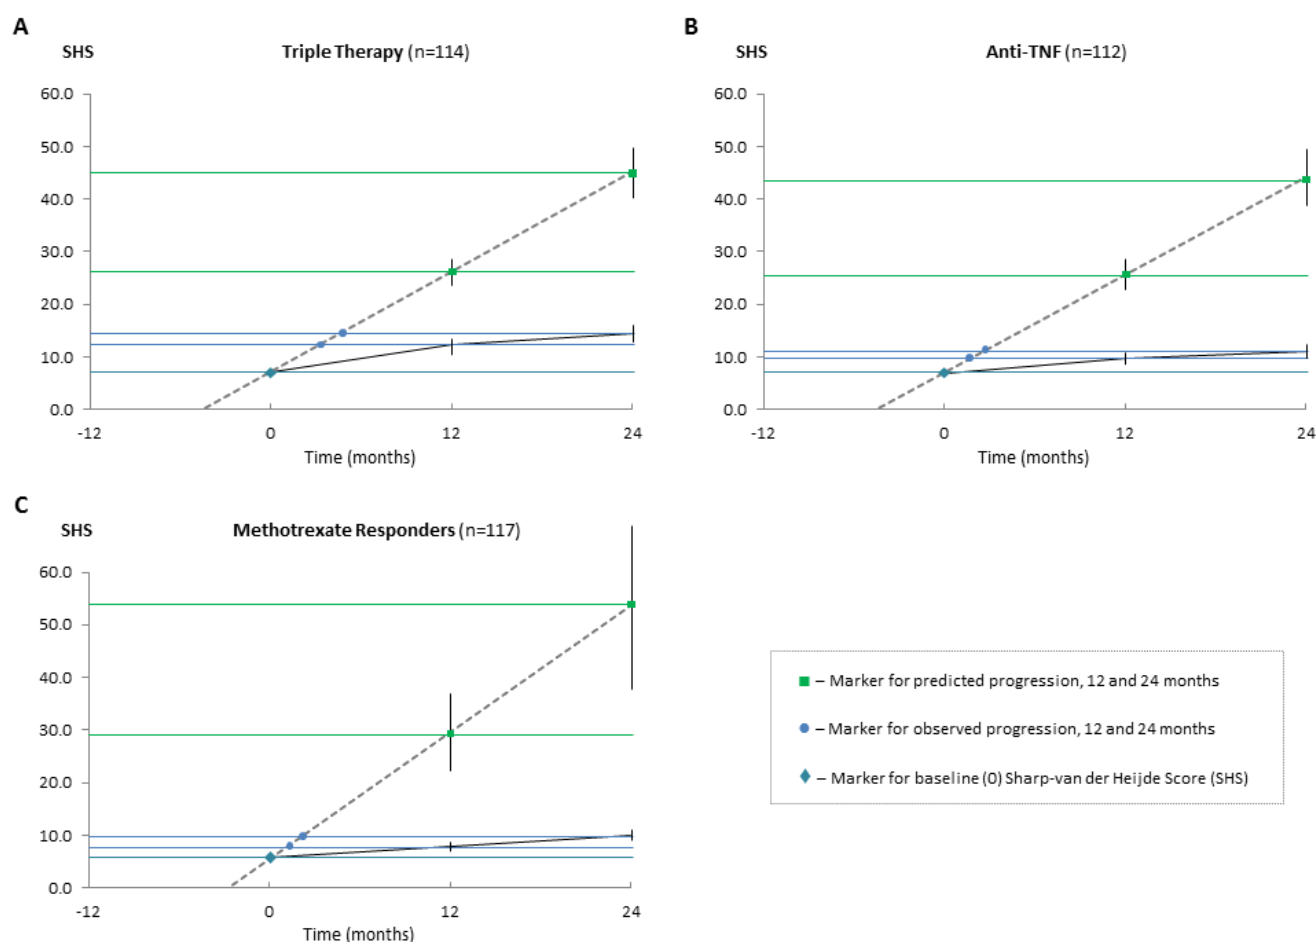 A
SHS
Triple Therapy (n=114)
60.0
50.0
40.0
30.0
20.0
10.0
0.0
-12
0
12
24
Time (months)
B
SHS
Anti-TNF (n=112)
60.0
50.0
40.0
30.0
20.0
10.0
0.0
-12
0
12
24
Time (months)
C
SHS
Methotrexate Responders (n=117)
60.0
50.0
40.0
30.0
20.0
10.0
0.0
-12
0
12
24
Time (months)
– Marker for predicted progression, 12 and 24 months
– Marker for observed progression, 12 and 24 months
– Marker for baseline (0) Sharp-van der Heijde Score (SHS)